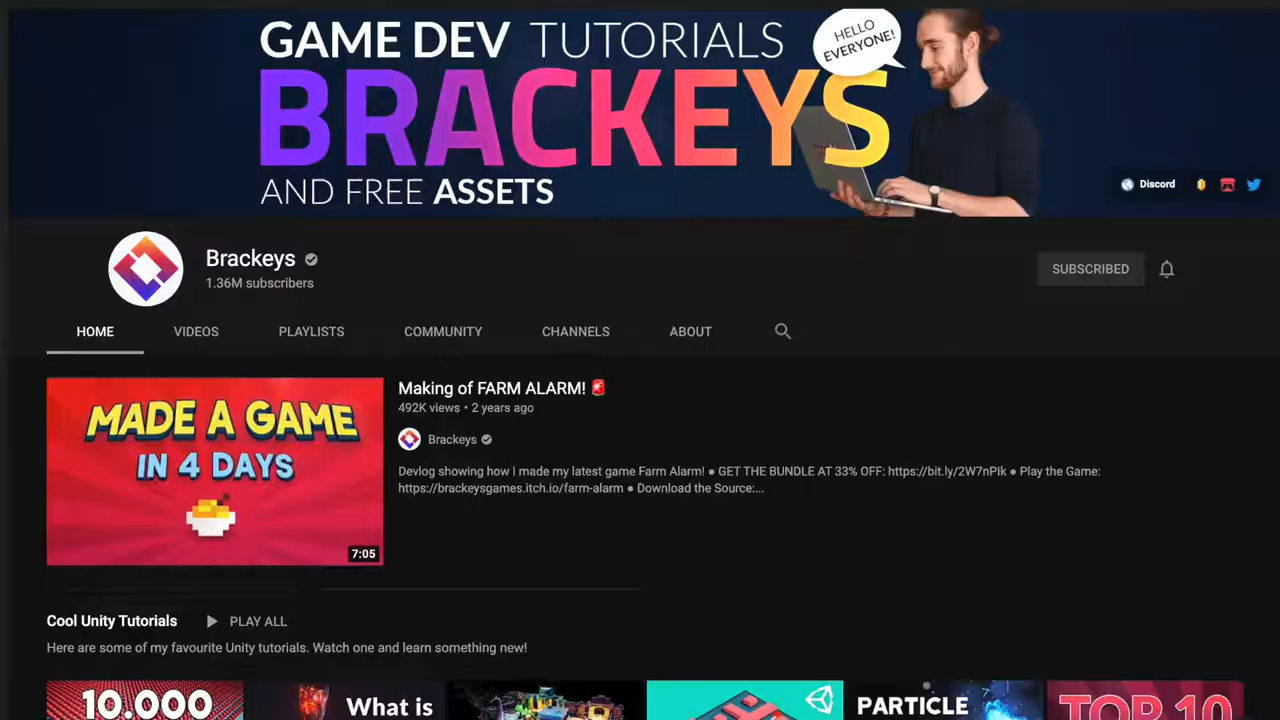 GAME DEV TUTORIALS
HELLO
EVERYONE!
BRACKEYS
AND FREE ASSETS
Discord
Brackeys
1.36M subscribers
SUBSCRIBED
HOME VIDEOS PLAYLISTS COMMUNITY CHANNELS ABOUT
MADE A GAME
IN 4 DAYS
7:05
Making of FARM ALARM! 🚨
492K views • 2 years ago
Brackeys
Devlog showing how I made my latest game Farm Alarm! ● GET THE BUNDLE AT 33% OFF: https://bit.ly/2W7nPIk ● Play the Game:
https://brackeysgames.itch.io/farm-alarm ● Download the Source:...
Cool Unity Tutorials PLAY ALL
Here are some of my favourite Unity tutorials. Watch one and learn something new!
10.000
What is
PARTICLE
TOP 10